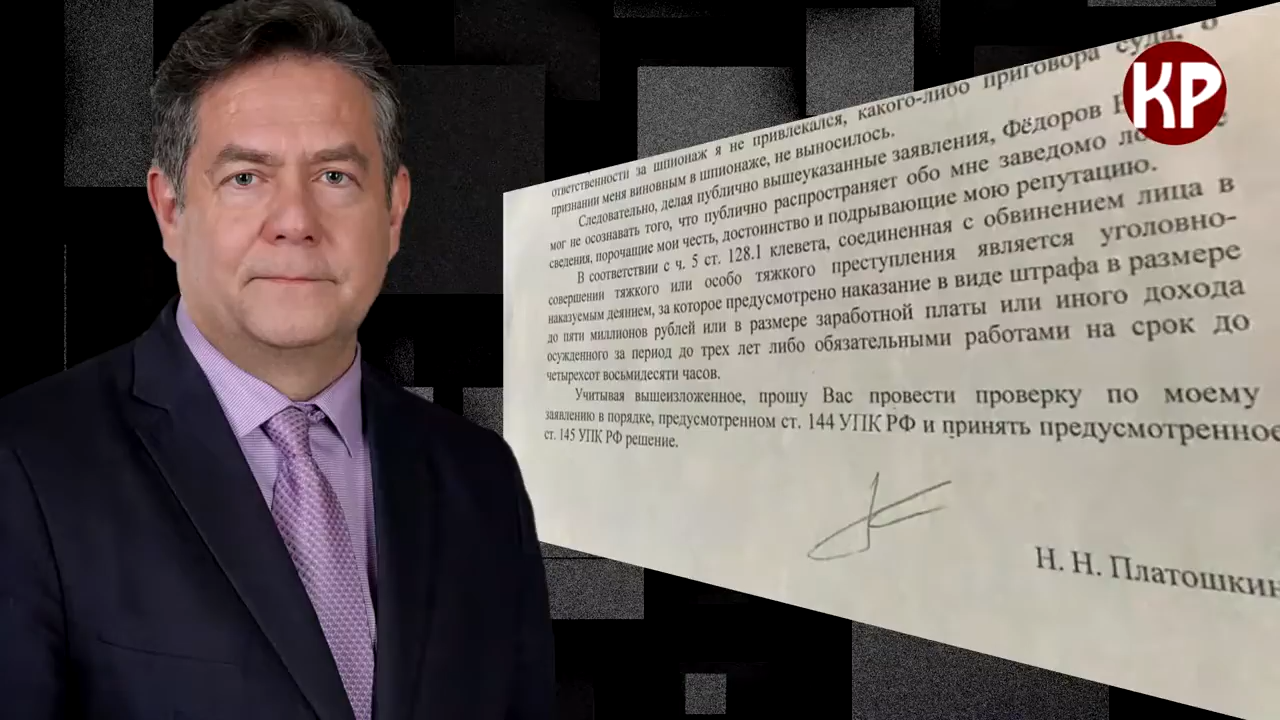 КР
ответственности за шпионаж я не привлекался, какого-либо приговора суда, о
признании меня виновным в шпионаже, не выносилось.
Следовательно, делая публично вышеуказанные заявления, Фёдоров
мог не осознавать того, что публично распространяет обо мне заведомо
сведения, порочащие мои честь, достоинство и подрывающие мою репутацию.
В соответствии с ч. 5 ст. 128.1 клевета, соединенная с обвинением лица в
совершении тяжкого или особо тяжкого преступления является уголовно-
наказуемым деянием, за которое предусмотрено наказание в виде штрафа в размере
до пяти миллионов рублей или в размере заработной платы или иного дохода
осужденного за период до трех лет либо обязательными работами на срок до
четырехсот восьмидесяти часов.
Учитывая вышеизложенное, прошу Вас провести проверку по моему
заявлению в порядке, предусмотренном ст. 144 УПК РФ и принять предусмотренное
ст. 145 УПК РФ решение.
Н. Н. Платошкин